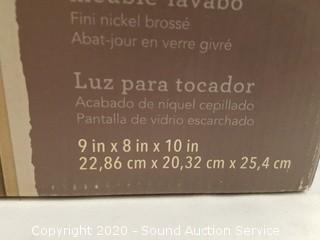 meuble-lavabo
Fini nickel brossé
Abat-jour en verre givré
Luz para tocador
Acabado de níquel cepillado
Pantalla de vidrio escarchado
9 in x 8 in x 10 in
22,86 cm x 20,32 cm x 25,4 cm
Copyright 2020 - Sound Auction Service